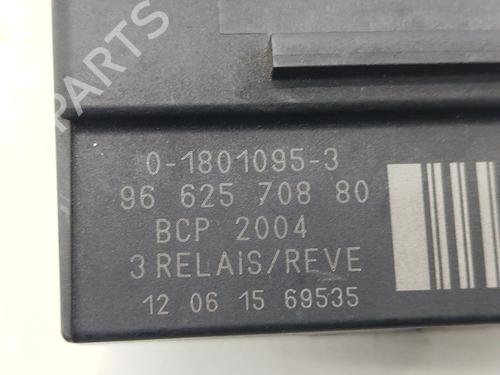 PARTS
0-1801095-3
96 625 708 80
BCP 2004
3 RELAIS/REVE
12 06 15 69535